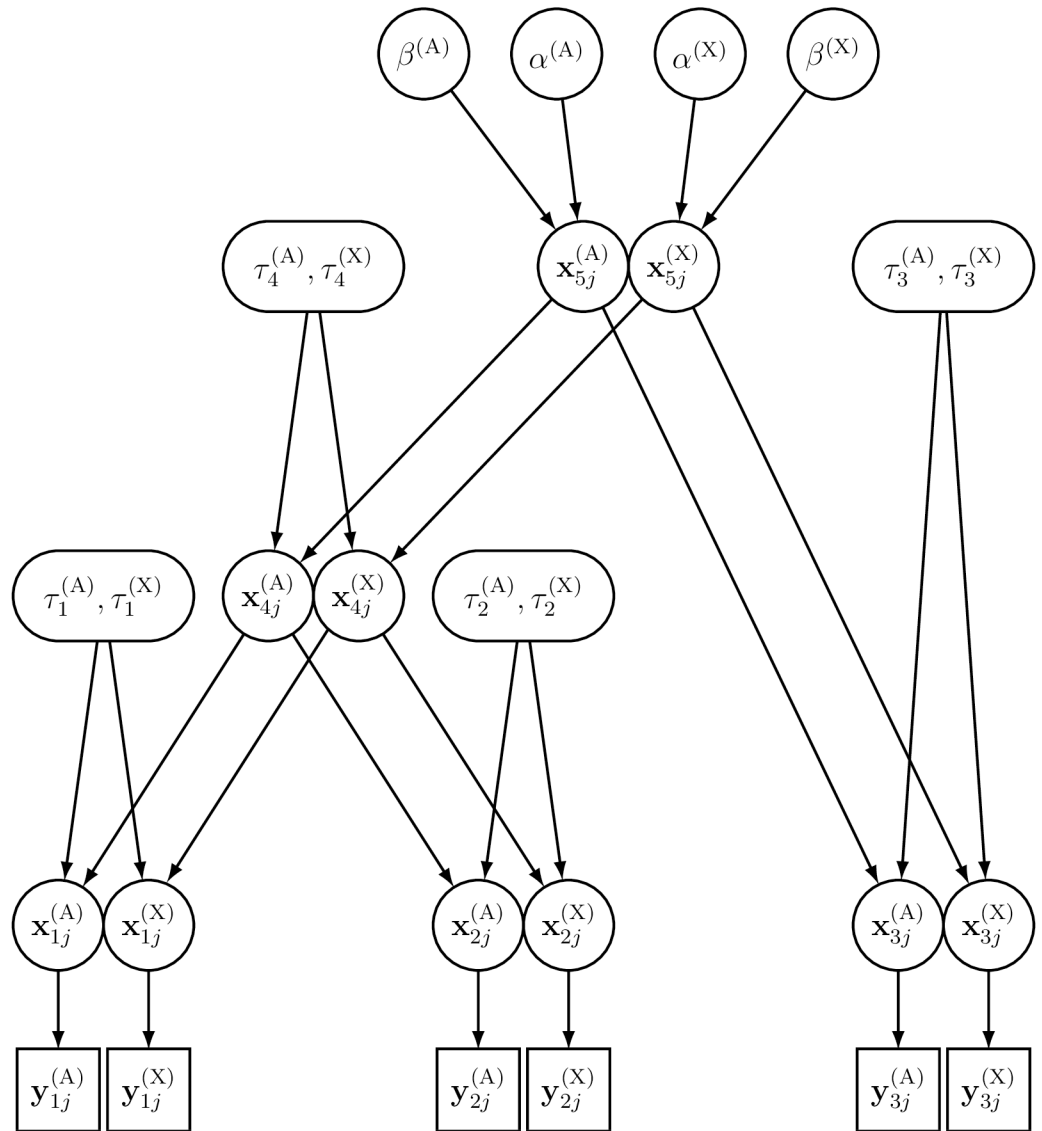 β^(A) α^(A) α^(X) β^(X)
τ_4^(A), τ_4^(X) x_5j^(A) x_5j^(X) τ_3^(A), τ_3^(X)
τ_1^(A), τ_1^(X) x_4j^(A) x_4j^(X) τ_2^(A), τ_2^(X)
x_1j^(A) x_1j^(X) x_2j^(A) x_2j^(X) x_3j^(A) x_3j^(X)
y_1j^(A) y_1j^(X) y_2j^(A) y_2j^(X) y_3j^(A) y_3j^(X)